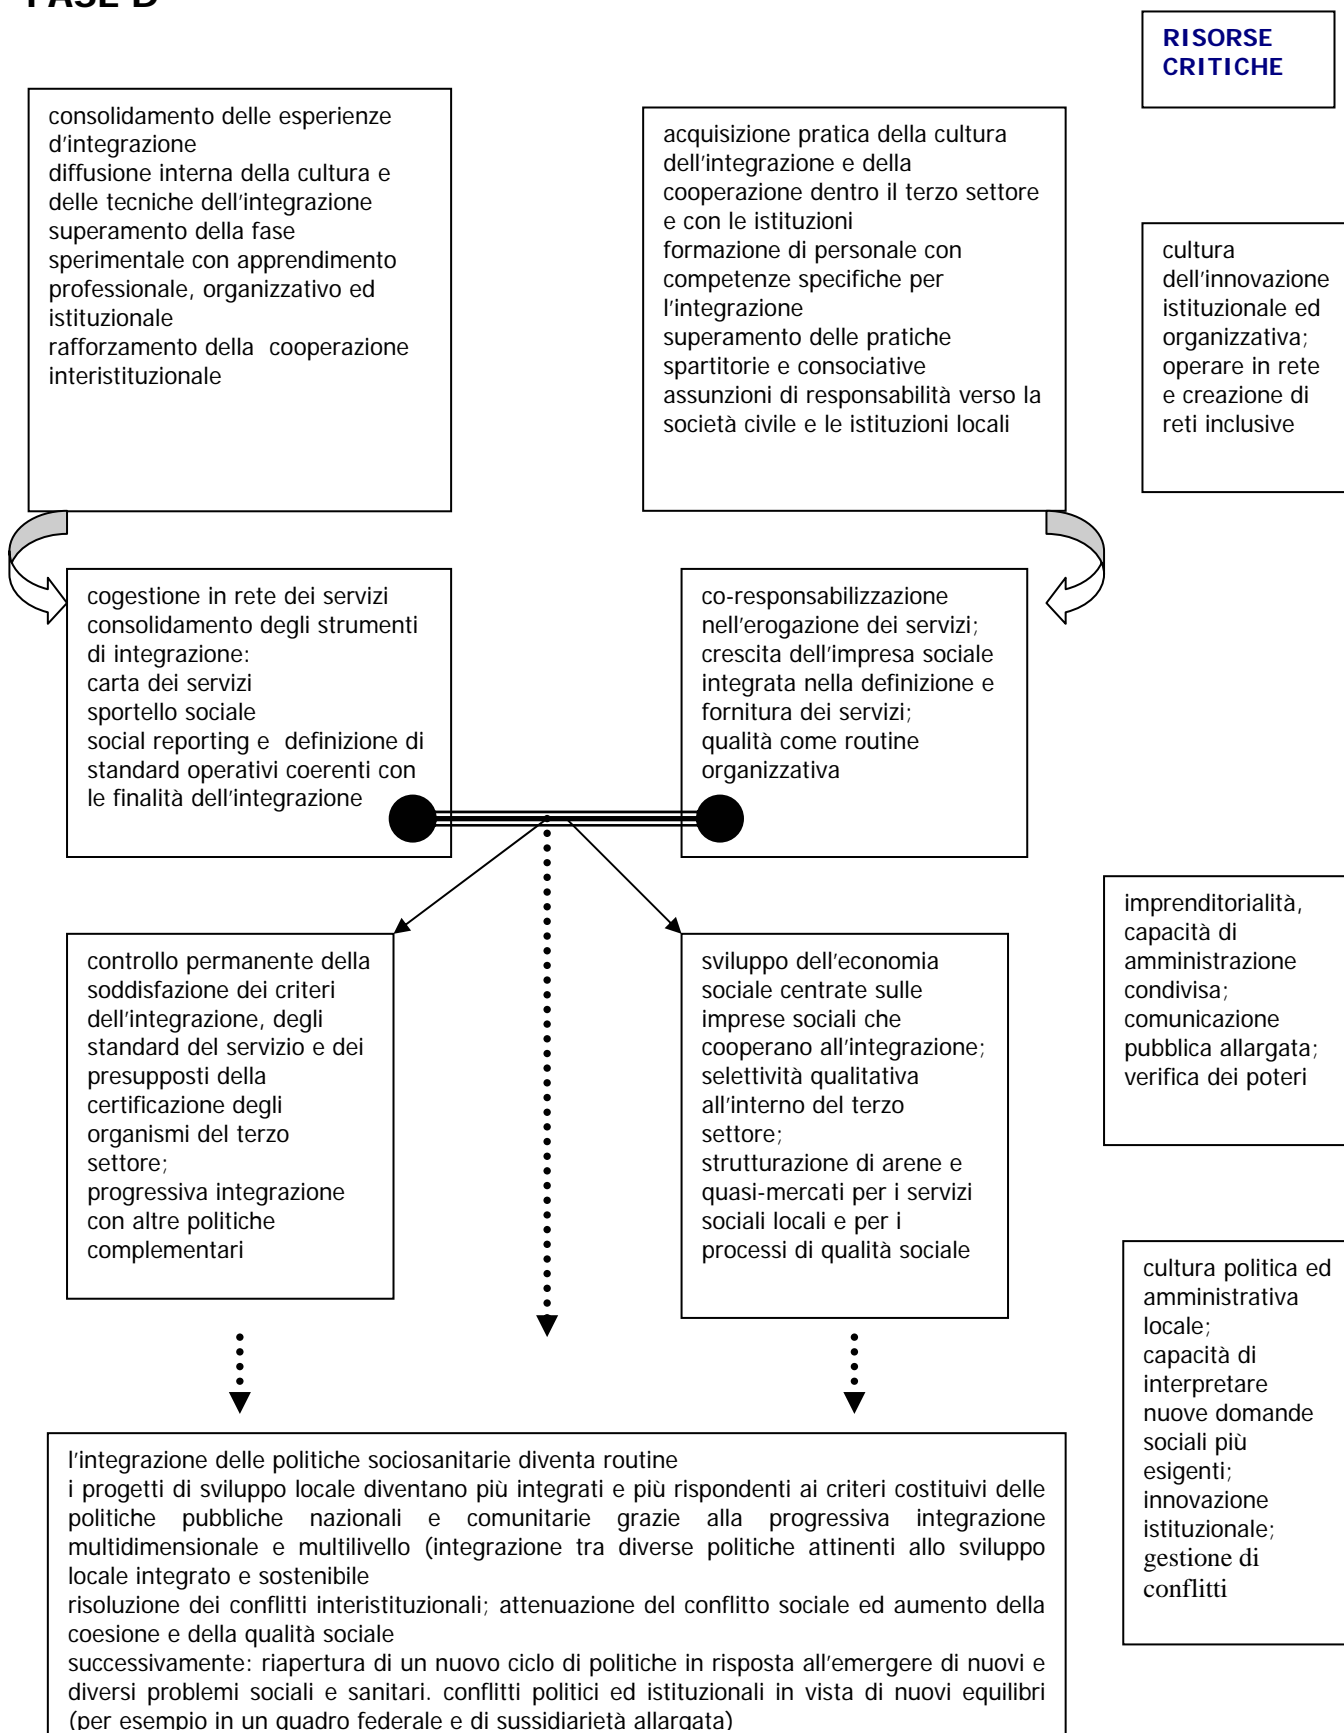 FASE D
RISORSE
CRITICHE
consolidamento delle esperienze
d'integrazione
diffusione interna della cultura e
delle tecniche dell'integrazione
superamento della fase
sperimentale con apprendimento
professionale, organizzativo ed
istituzionale
rafforzamento della cooperazione
interistituzionale
acquisizione pratica della cultura
dell'integrazione e della
cooperazione dentro il terzo settore
e con le istituzioni
formazione di personale con
competenze specifiche per
l'integrazione
superamento delle pratiche
spartitorie e consociative
assunzioni di responsabilità verso la
società civile e le istituzioni locali
cultura
dell'innovazione
istituzionale ed
organizzativa;
operare in rete
e creazione di
reti inclusive
cogestione in rete dei servizi
consolidamento degli strumenti
di integrazione:
carta dei servizi
sportello sociale
social reporting e definizione di
standard operativi coerenti con
le finalità dell'integrazione
co-responsabilizzazione
nell'erogazione dei servizi;
crescita dell'impresa sociale
integrata nella definizione e
fornitura dei servizi;
qualità come routine
organizzativa
imprenditorialità,
capacità di
amministrazione
condivisa;
comunicazione
pubblica allargata;
verifica dei poteri
controllo permanente della
soddisfazione dei criteri
dell'integrazione, degli
standard del servizio e dei
presupposti della
certificazione degli
organismi del terzo
settore;
progressiva integrazione
con altre politiche
complementari
sviluppo dell'economia
sociale centrate sulle
imprese sociali che
cooperano all'integrazione;
selettività qualitativa
all'interno del terzo
settore;
strutturazione di arene e
quasi-mercati per i servizi
sociali locali e per i
processi di qualità sociale
cultura politica ed
amministrativa
locale;
capacità di
interpretare
nuove domande
sociali più
esigenti;
innovazione
istituzionale;
gestione di
conflitti
l'integrazione delle politiche sociosanitarie diventa routine
i progetti di sviluppo locale diventano più integrati e più rispondenti ai criteri costituivi delle
politiche pubbliche nazionali e comunitarie grazie alla progressiva integrazione
multidimensionale e multilivello (integrazione tra diverse politiche attinenti allo sviluppo
locale integrato e sostenibile
risoluzione dei conflitti interistituzionali; attenuazione del conflitto sociale ed aumento della
coesione e della qualità sociale
successivamente: riapertura di un nuovo ciclo di politiche in risposta all'emergere di nuovi e
diversi problemi sociali e sanitari. conflitti politici ed istituzionali in vista di nuovi equilibri
(per esempio in un quadro federale e di sussidiarietà allargata)